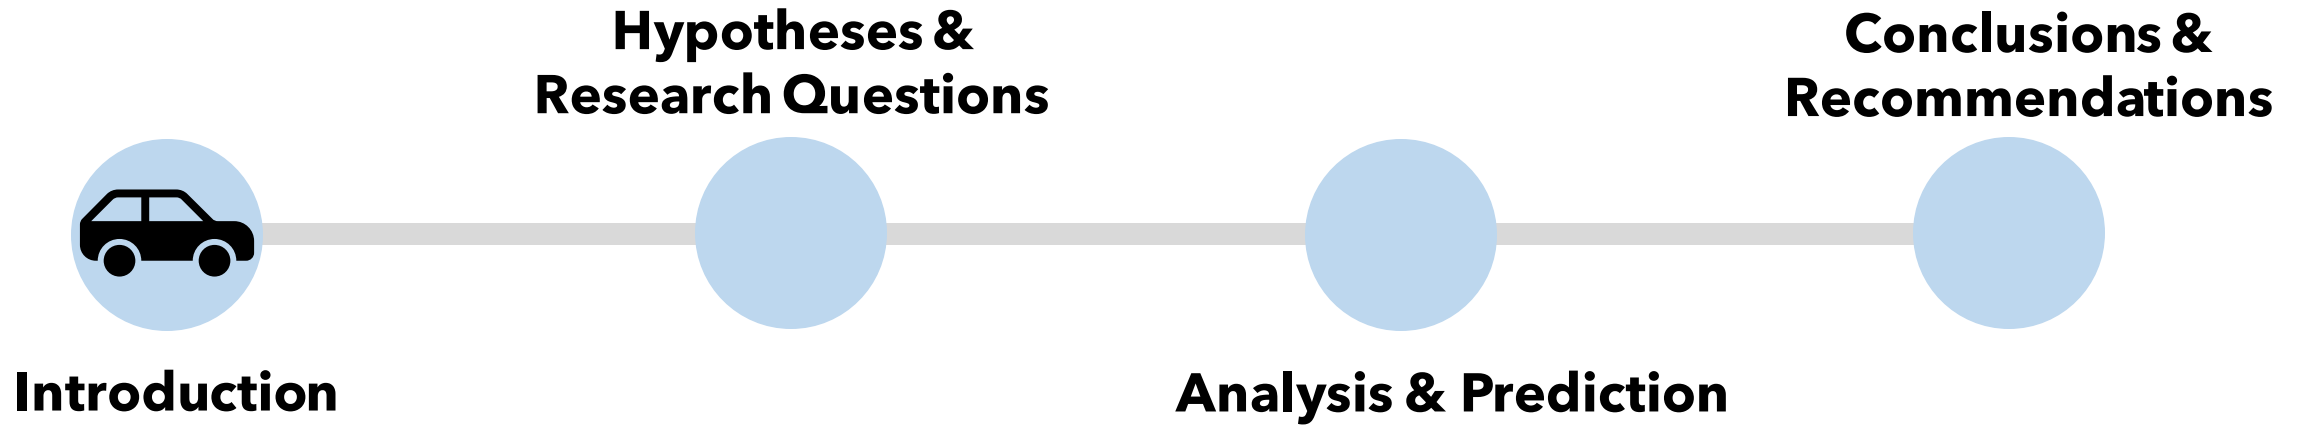 Introduction
Hypotheses &
Research Questions
Analysis & Prediction
Conclusions &
Recommendations